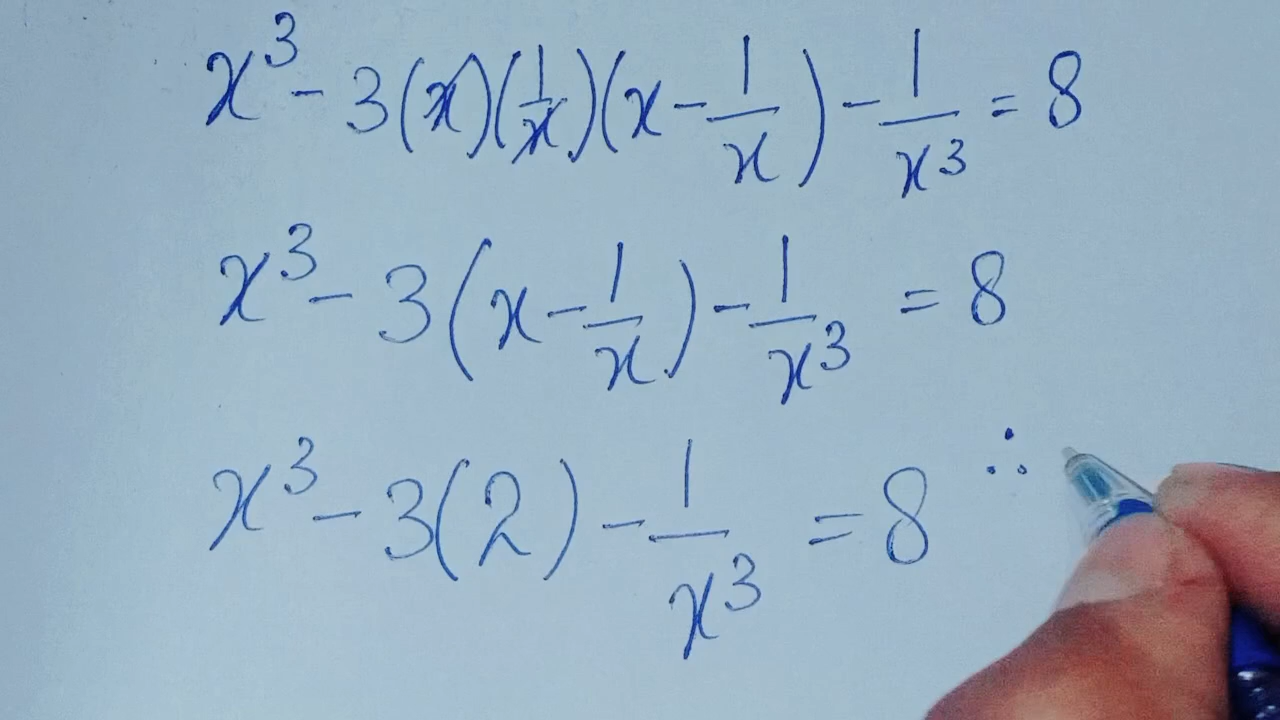 x³ - 3(x)(1/x)(x - 1/x) - 1/x³ = 8
x³ - 3(x - 1/x) - 1/x³ = 8
x³ - 3(2) - 1/x³ = 8 ∴